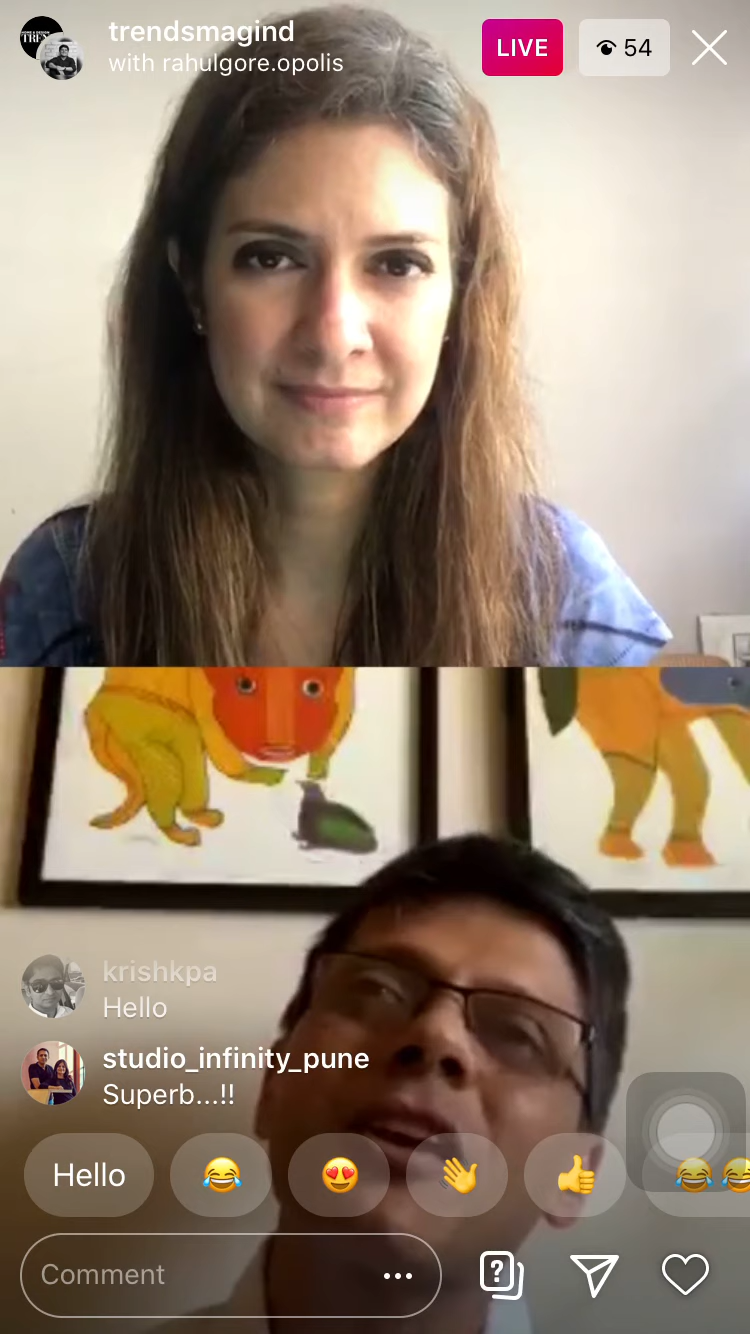 trendsmagind
with rahulgore.opolis
LIVE
54
krishkpa
Hello
studio_infinity_pune
Superb...!!
Hello
Comment